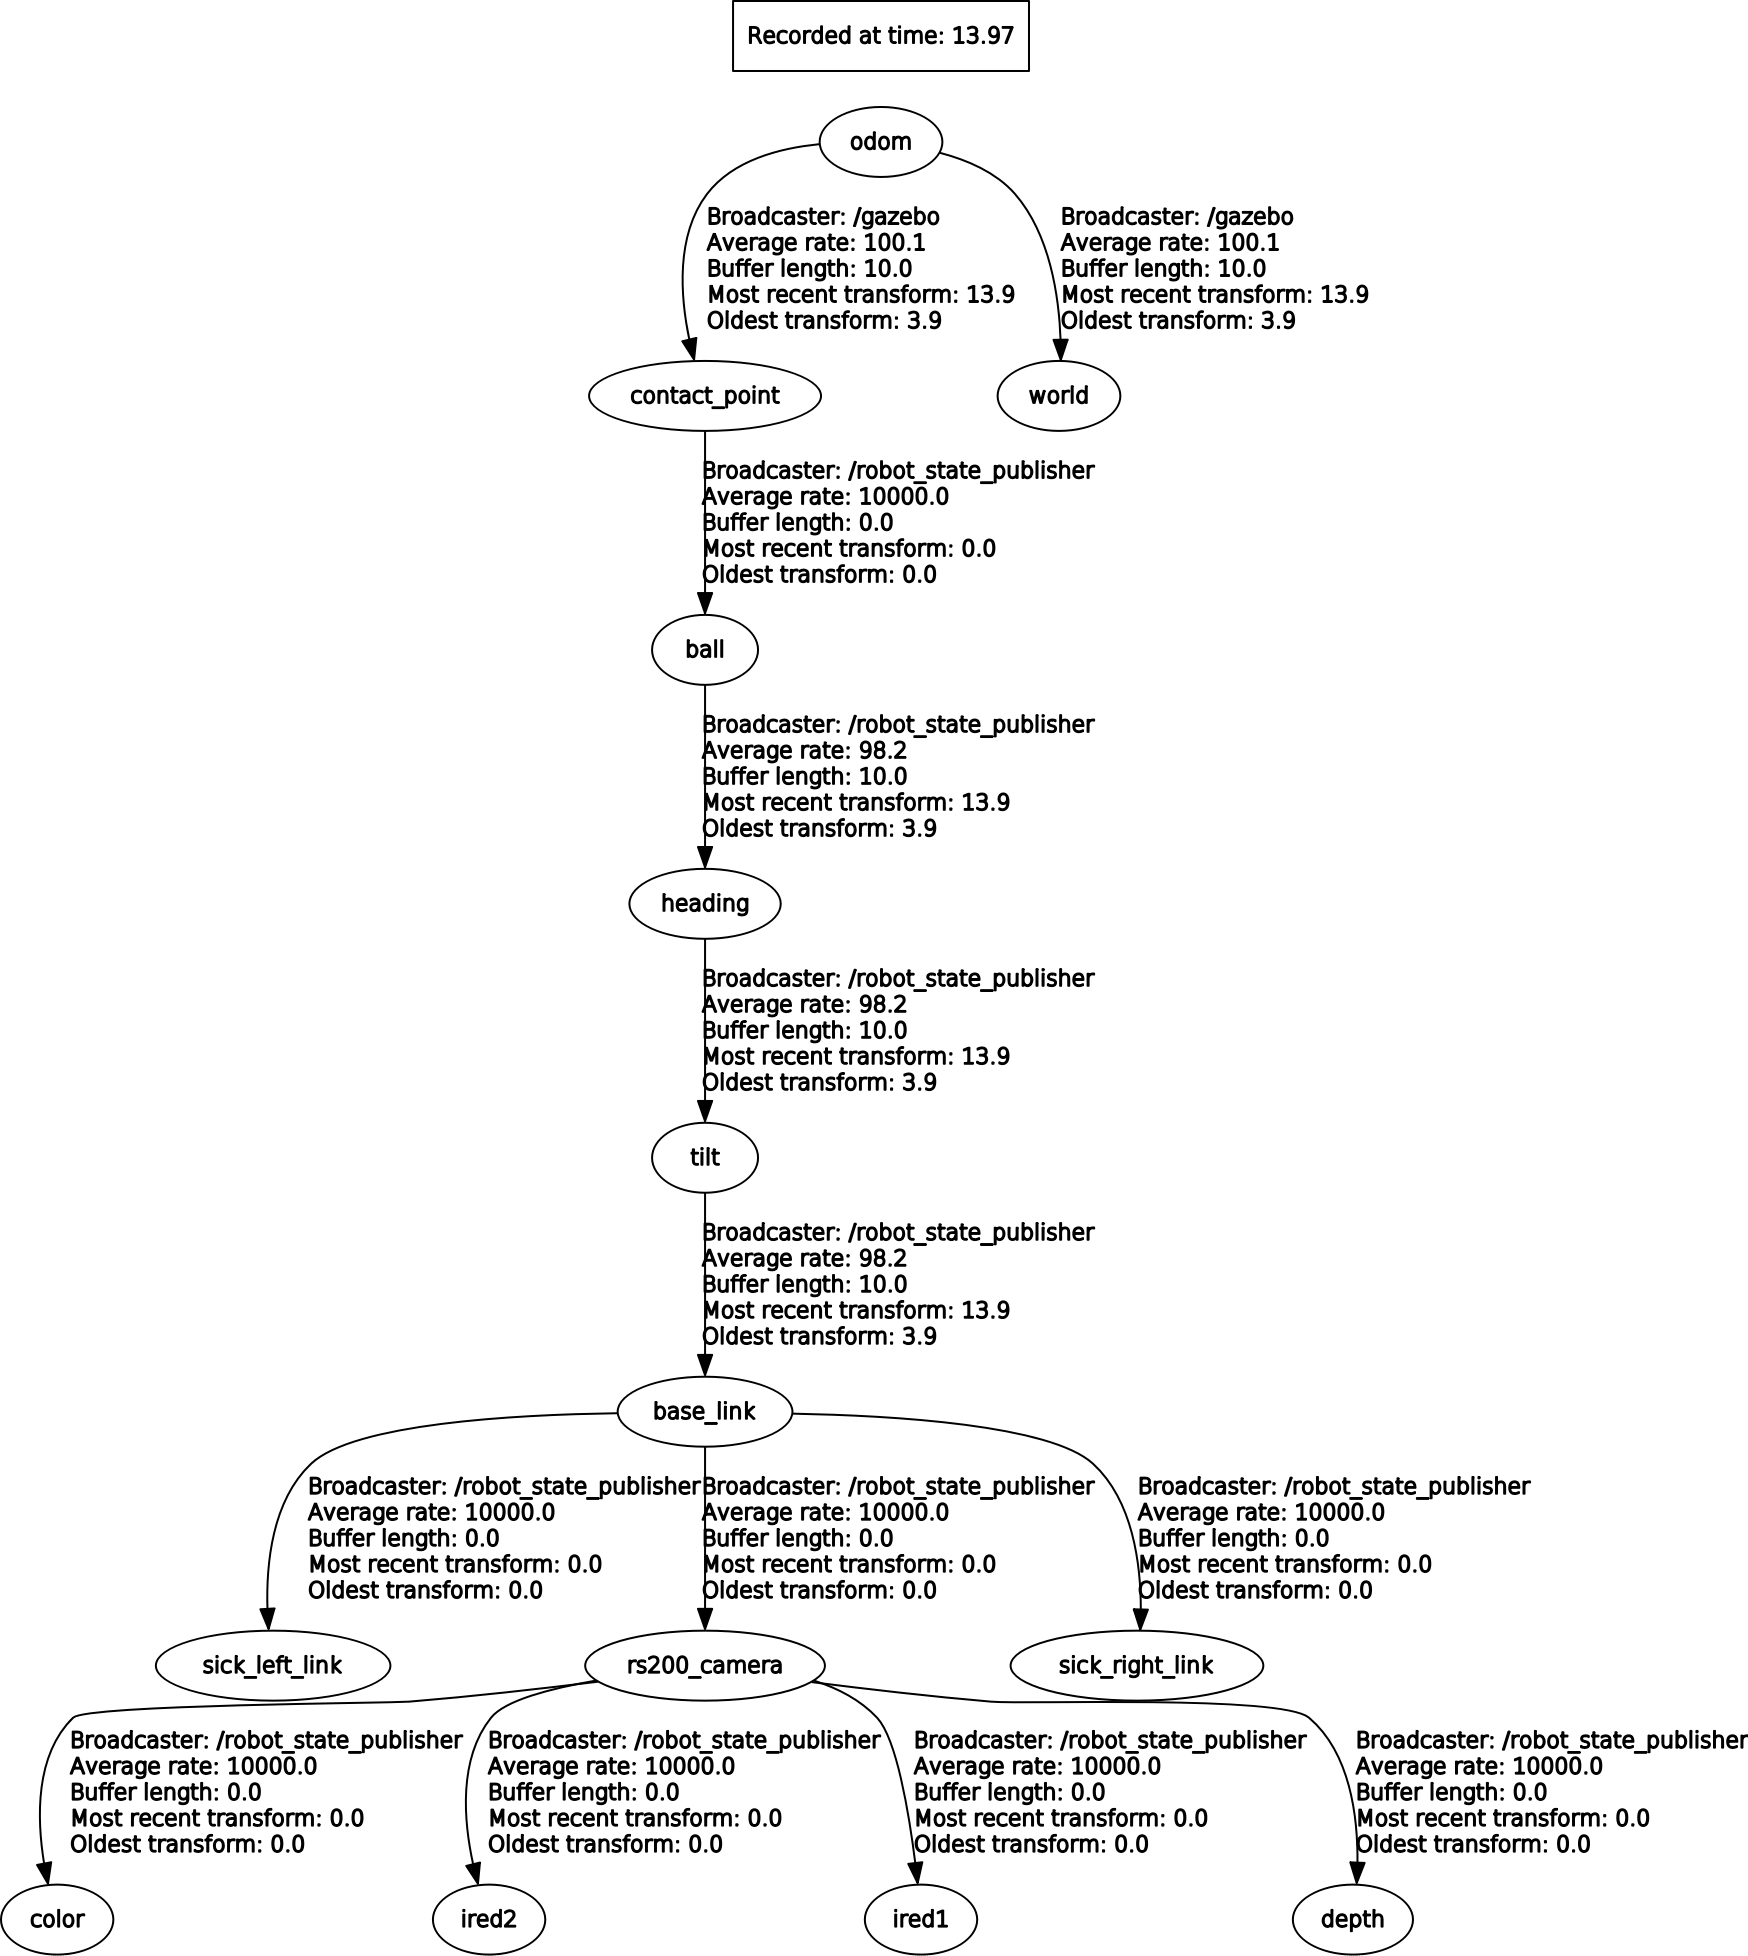 Recorded at time: 13.97
odom
Broadcaster: /gazebo
Average rate: 100.1
Buffer length: 10.0
Most recent transform: 13.9
Oldest transform: 3.9
Broadcaster: /gazebo
Average rate: 100.1
Buffer length: 10.0
Most recent transform: 13.9
Oldest transform: 3.9
contact_point
world
Broadcaster: /robot_state_publisher
Average rate: 10000.0
Buffer length: 0.0
Most recent transform: 0.0
Oldest transform: 0.0
ball
Broadcaster: /robot_state_publisher
Average rate: 98.2
Buffer length: 10.0
Most recent transform: 13.9
Oldest transform: 3.9
heading
Broadcaster: /robot_state_publisher
Average rate: 98.2
Buffer length: 10.0
Most recent transform: 13.9
Oldest transform: 3.9
tilt
Broadcaster: /robot_state_publisher
Average rate: 98.2
Buffer length: 10.0
Most recent transform: 13.9
Oldest transform: 3.9
base_link
Broadcaster: /robot_state_publisher
Average rate: 10000.0
Buffer length: 0.0
Most recent transform: 0.0
Oldest transform: 0.0
Broadcaster: /robot_state_publisher
Average rate: 10000.0
Buffer length: 0.0
Most recent transform: 0.0
Oldest transform: 0.0
Broadcaster: /robot_state_publisher
Average rate: 10000.0
Buffer length: 0.0
Most recent transform: 0.0
Oldest transform: 0.0
sick_left_link
rs200_camera
sick_right_link
Broadcaster: /robot_state_publisher
Average rate: 10000.0
Buffer length: 0.0
Most recent transform: 0.0
Oldest transform: 0.0
Broadcaster: /robot_state_publisher
Average rate: 10000.0
Buffer length: 0.0
Most recent transform: 0.0
Oldest transform: 0.0
Broadcaster: /robot_state_publisher
Average rate: 10000.0
Buffer length: 0.0
Most recent transform: 0.0
Oldest transform: 0.0
Broadcaster: /robot_state_publisher
Average rate: 10000.0
Buffer length: 0.0
Most recent transform: 0.0
Oldest transform: 0.0
color
ired2
ired1
depth